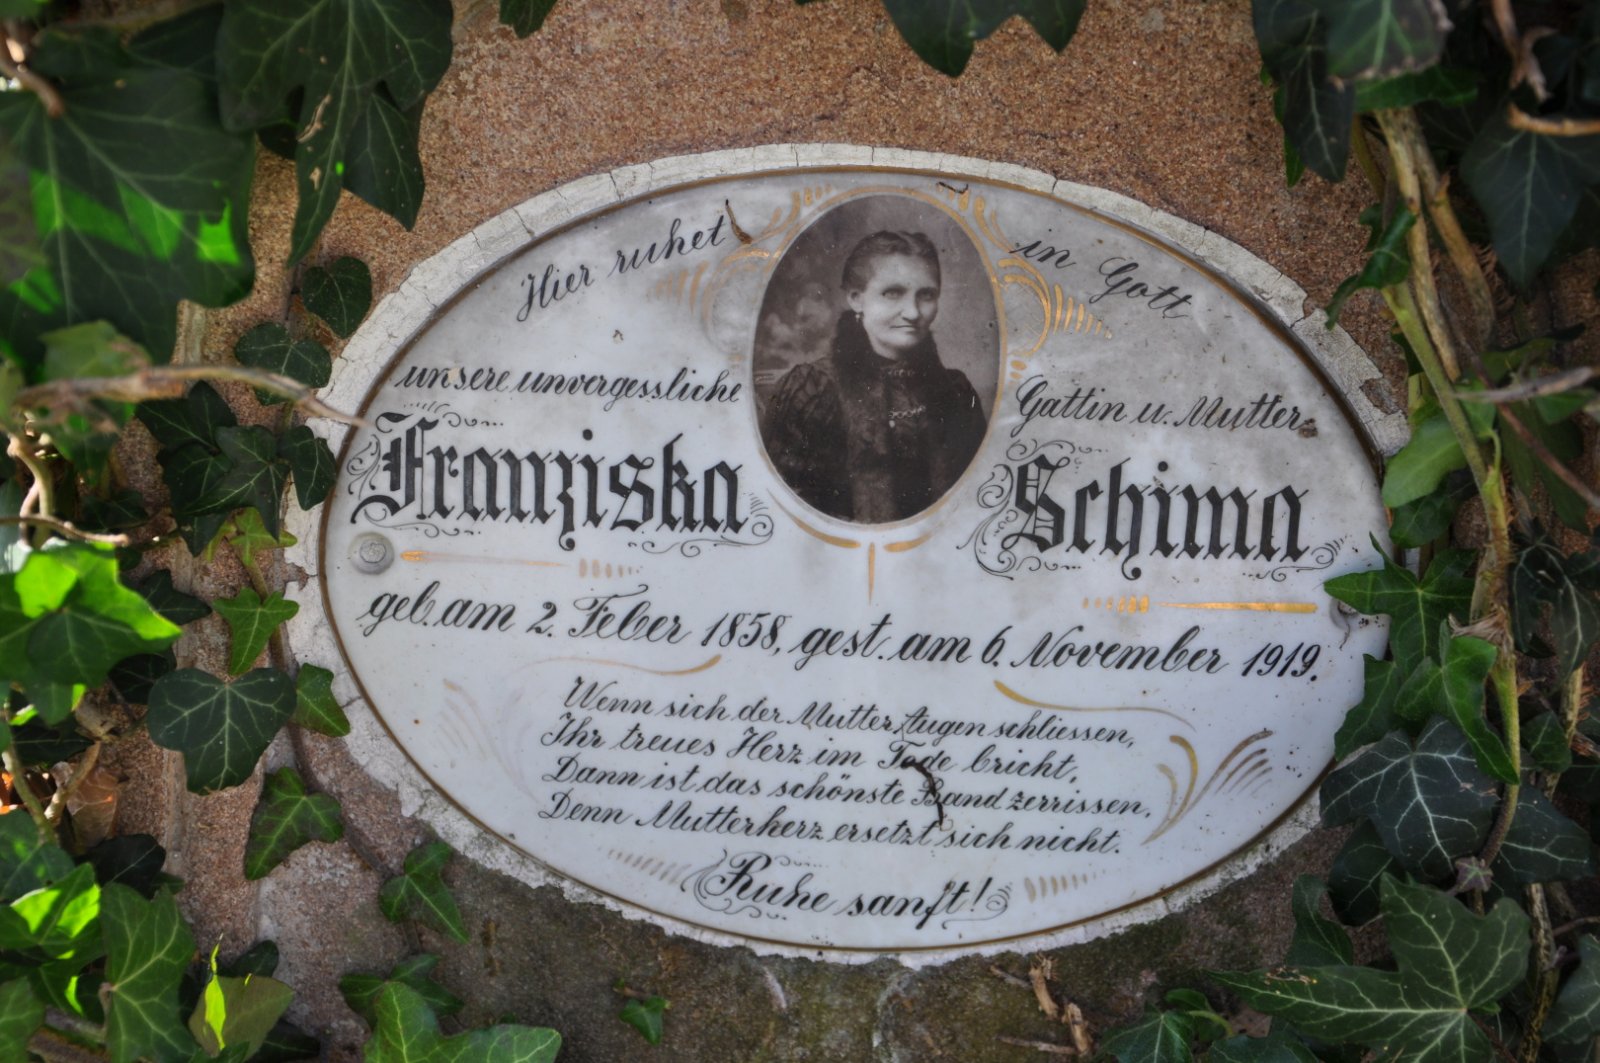 Hier ruhet in Gott
unsere unvergessliche Gattin u. Mutter
Franziska Schima
geb. am 2. Feber 1858, gest. am 6. November 1919.
Wenn sich der Mutter Augen schliessen,
Ihr treues Herz im Tode bricht,
Dann ist das schönste Band zerrissen,
Denn Mutterherz ersetzt sich nicht.
Ruhe sanft!